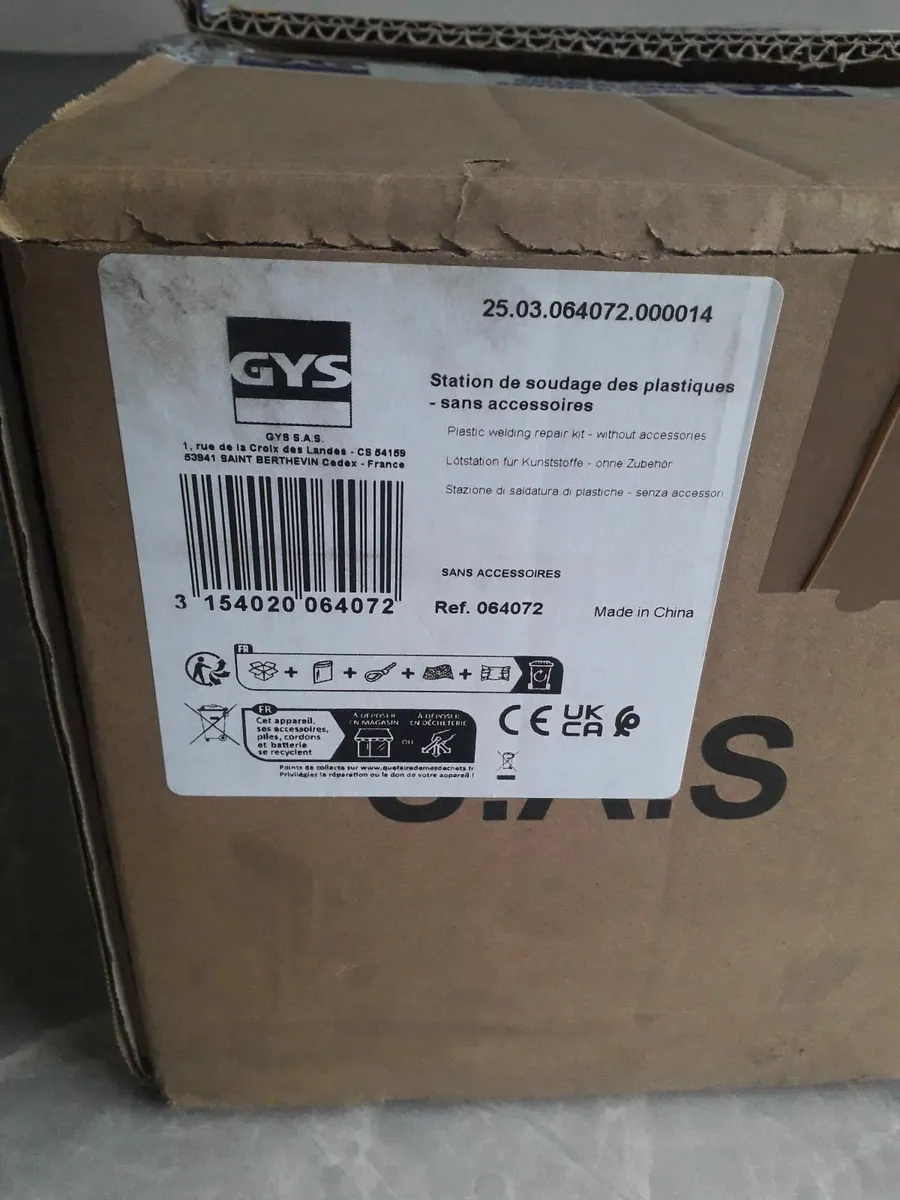 25.03.064072.000014
GYS
GYS S.A.S.
1, rue de la Croix des Landes - CS 54159
53941 SAINT BERTHEVIN Cedex - France
Station de soudage des plastiques
- sans accessoires
Plastic welding repair kit - without accessories
Lötstation für Kunststoffe - ohne Zubehör
Stazione di saldatura di plastiche - senza accessori
3 154020 064072
SANS ACCESSOIRES
Ref. 064072
Made in China
FR
FR
Cet appareil,
ses accessoires,
piles, cordons
et batterie
se recyclent
À DÉPOSER
EN MAGASIN
OU
À DÉPOSER
EN DÉCHÈTERIE
Points de collecte sur www.quefairedemesdechets.fr
Privilégiez la réparation ou le don de votre appareil !
CE
UK
CA